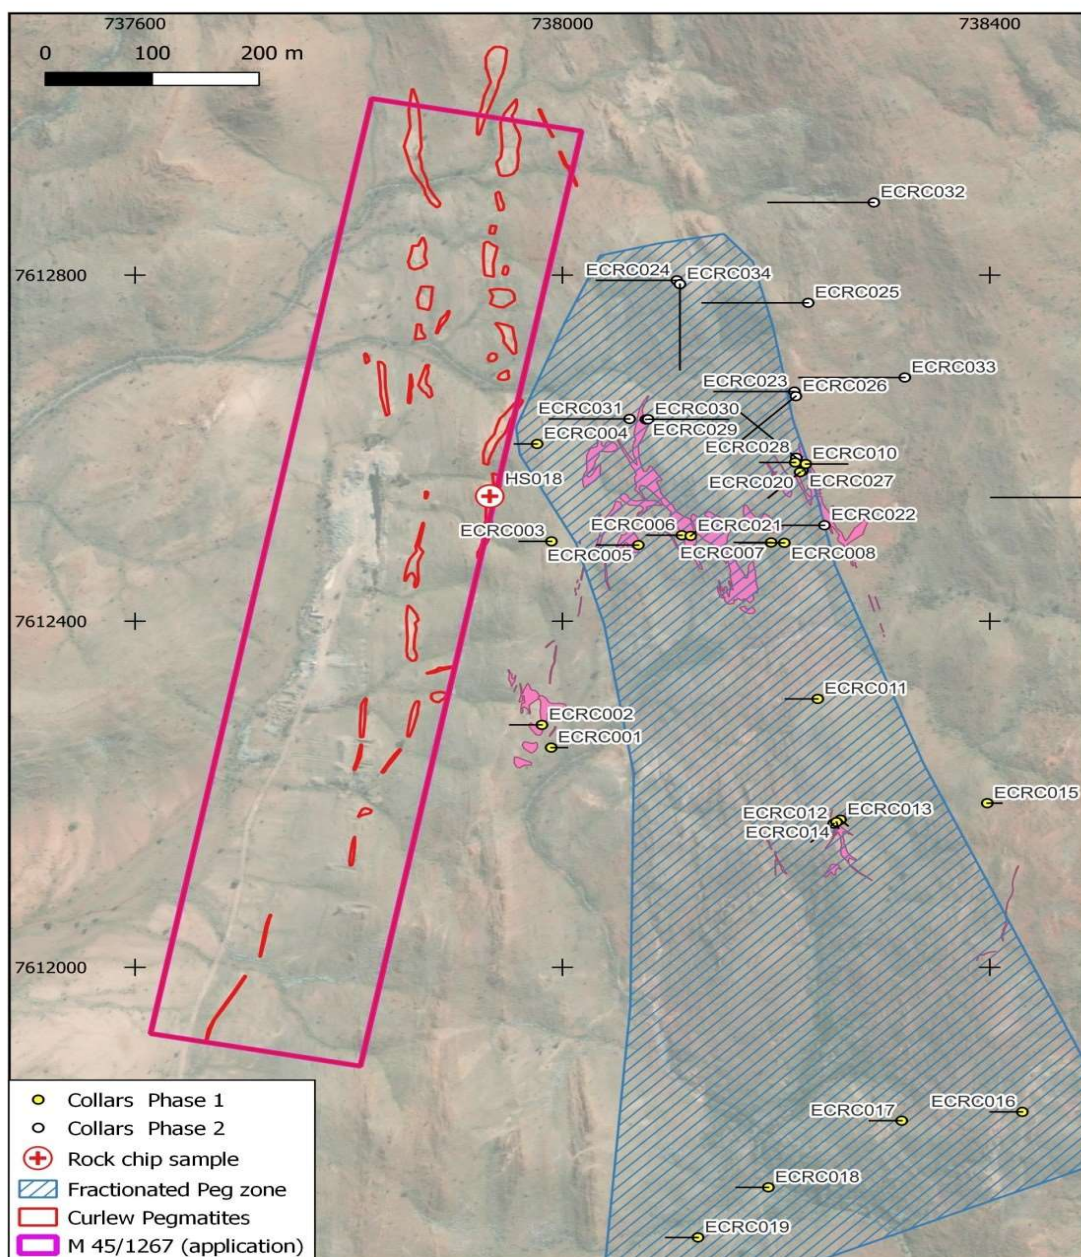 737600
738000
738400
0
100
200 m
ECRC032
7612800
ECRC024
ECRC034
ECRC025
ECRC033
ECRC023
ECRC026
ECRC031
ECRC030
ECRC004
ECRC029
ECRC028
ECRC010
HS018
ECRC020
ECRC027
ECRC003
ECRC006
ECRC021
ECRC022
ECRC005
ECRC007
ECRC008
7612400
ECRC011
ECRC002
ECRC001
ECRC015
ECRC012
ECRC013
ECRC014
7612000
Collars Phase 1
Collars Phase 2
Rock chip sample
Fractionated Peg zone
Curlew Pegmatites
M 45/1267 (application)
ECRC017
ECRC016
ECRC018
ECRC019